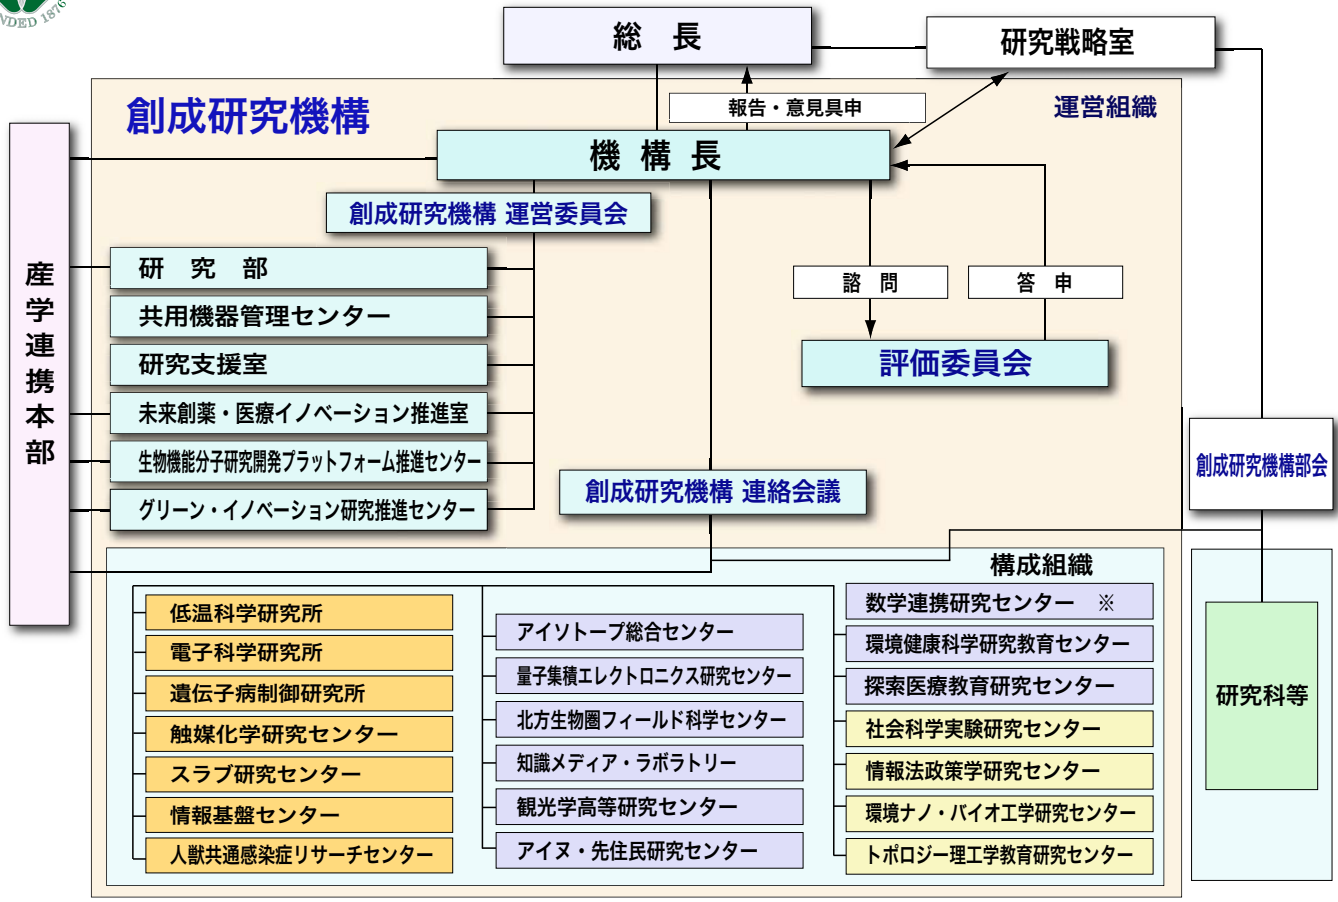 NDED 1876
総 長
研究戦略室
創成研究機構
報告・意見具申
運営組織
機 構 長
創成研究機構 運営委員会
産学連携本部
研 究 部
共用機器管理センター
研究支援室
未来創薬・医療イノベーション推進室
生物機能分子研究開発プラットフォーム推進センター
グリーン・イノベーション研究推進センター
諮 問
答 申
評価委員会
創成研究機構 連絡会議
創成研究機構部会
構成組織
低温科学研究所
電子科学研究所
遺伝子病制御研究所
触媒化学研究センター
スラブ研究センター
情報基盤センター
人獣共通感染症リサーチセンター
アイソトープ総合センター
量子集積エレクトロニクス研究センター
北方生物圏フィールド科学センター
知識メディア・ラボラトリー
観光学高等研究センター
アイヌ・先住民研究センター
数学連携研究センター ※
環境健康科学研究教育センター
探索医療教育研究センター
社会科学実験研究センター
情報法政策学研究センター
環境ナノ・バイオ工学研究センター
トポロジー理工学教育研究センター
研究科等